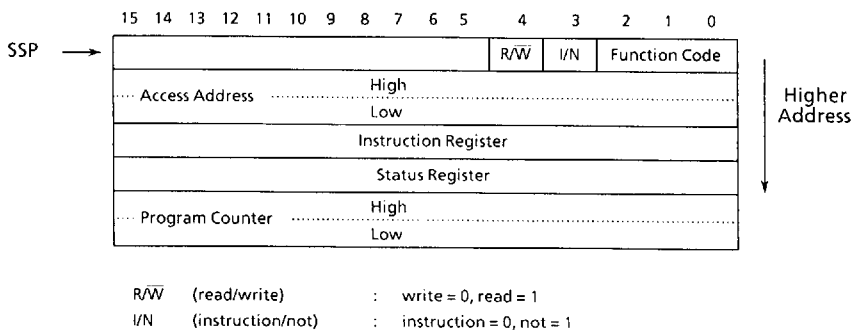 15 14 13 12 11 10 9 8 7 6 5 4 3 2 1 0
SSP R/W̅ I/N Function Code
High
Access Address
Low
Instruction Register
Status Register
High
Program Counter
Low
Higher
Address
R/W̅ (read/write) : write = 0, read = 1
I/N (instruction/not) : instruction = 0, not = 1